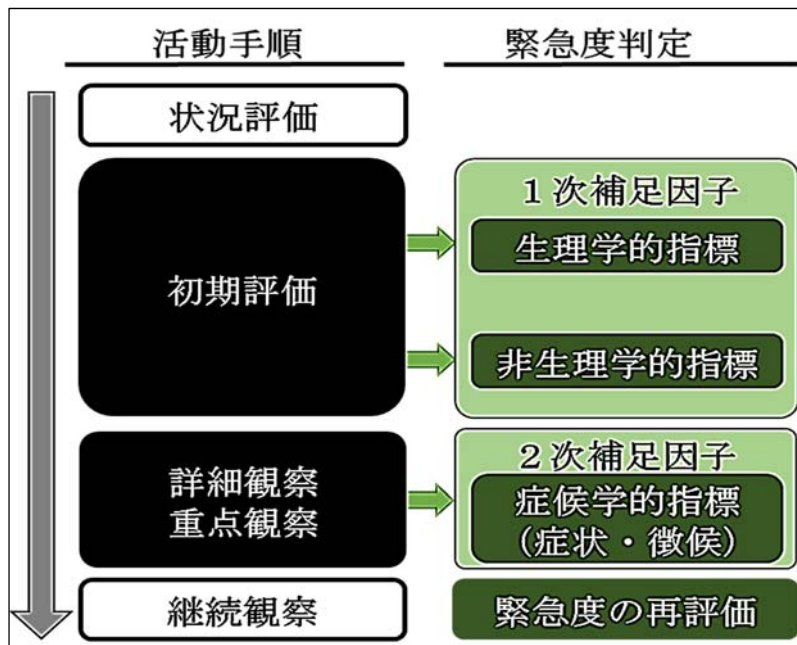 活動手順
緊急度判定
状況評価
初期評価
1次補足因子
生理学的指標
非生理学的指標
詳細観察
重点観察
2次補足因子
症候学的指標
(症状・徴候)
継続観察
緊急度の再評価